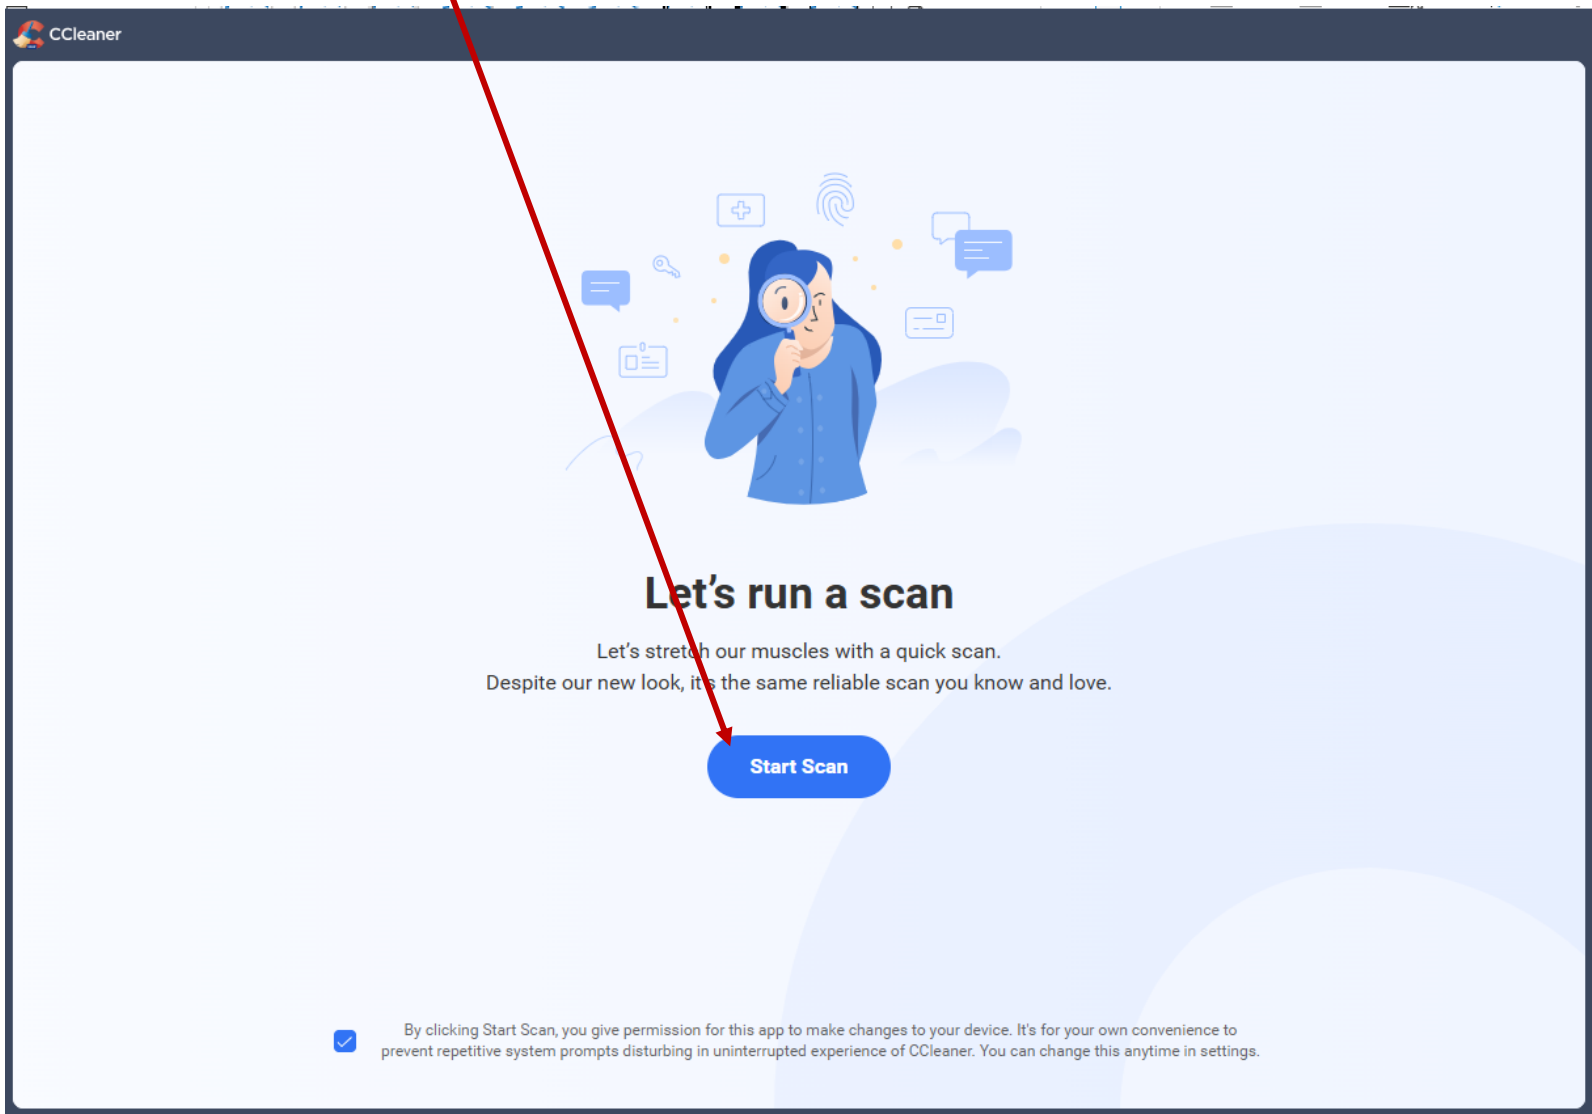 CCleaner
Let's run a scan
Let's stretch our muscles with a quick scan.
Despite our new look, it's the same reliable scan you know and love.
Start Scan
By clicking Start Scan, you give permission for this app to make changes to your device. It's for your own convenience to
prevent repetitive system prompts disturbing in uninterrupted experience of CCleaner. You can change this anytime in settings.